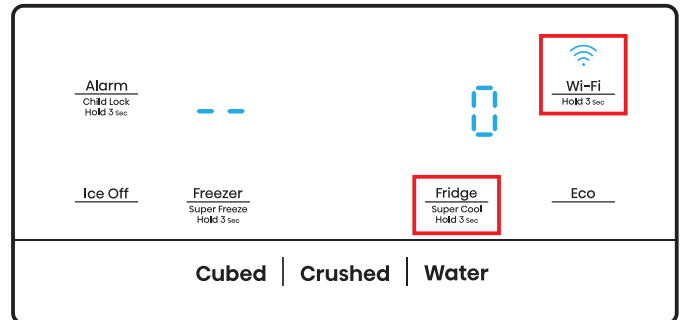 Alarm
Child Lock
Hold 3 Sec
-- 0
Wi-Fi
Hold 3 Sec
Ice Off
Freezer
Super Freeze
Hold 3 Sec
Fridge
Super Cool
Hold 3 Sec
Eco
Cubed | Crushed | Water